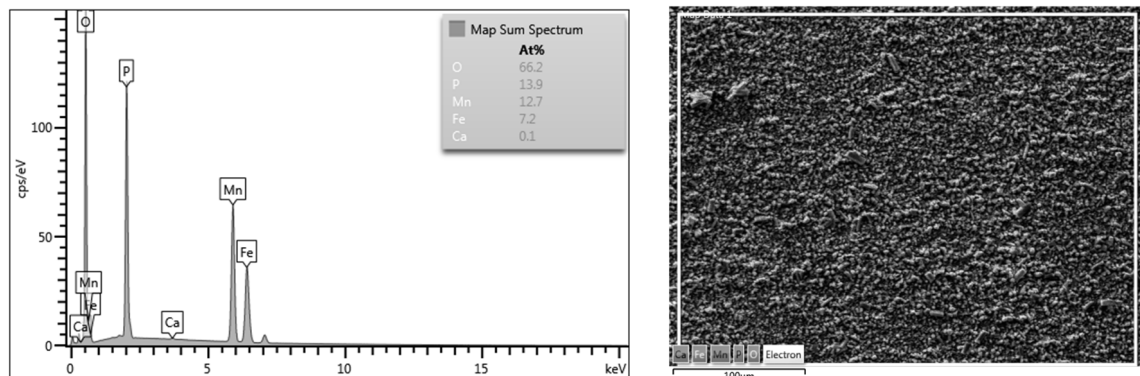 Map Sum Spectrum
At%
O 66.2
P 13.9
Mn 12.7
Fe 7.2
Ca 0.1
O
P
Mn
Fe
Mn
Fe
Ca
Ca
cps/eV
100
50
0
0 5 10 15 keV
Ca Fe Mn P O Electron
100µm